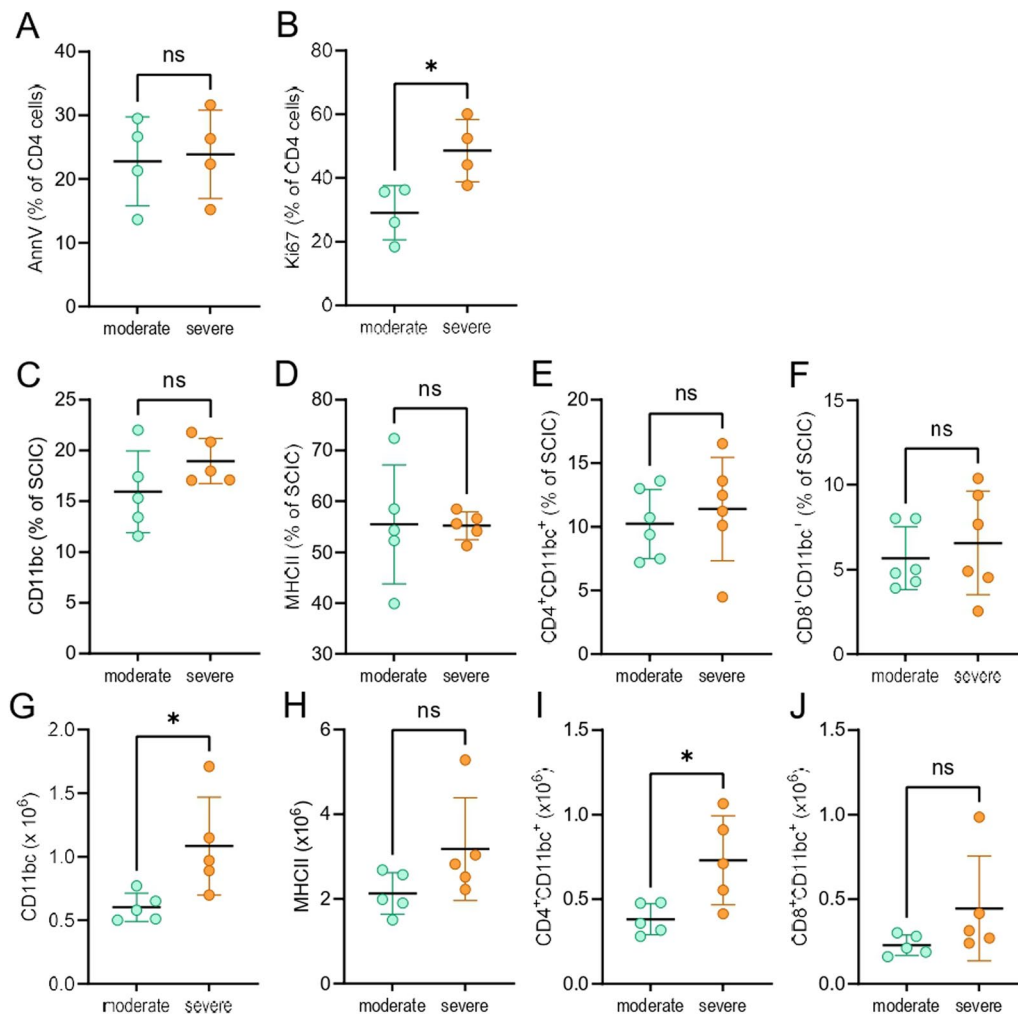 A
B
ns
*
AnnV (% of CD4 cells)
40
30
20
10
0
moderate
severe
Ki67 (% of CD4 cells)
80
60
40
20
0
moderate
severe
C
D
E
F
ns
ns
ns
ns
CD11bc (% of SCIC)
25
20
15
10
5
0
moderate
severe
MHCII (% of SCIC)
80
70
60
50
40
30
moderate
severe
CD4⁺CD11bc⁺ (% of SCIC)
20
15
10
5
0
moderate
severe
CD8⁺CD11bc⁺ (% of SCIC)
15
10
5
0
moderate
severe
G
H
I
J
*
ns
*
ns
CD11bc (x 10⁶)
2.0
1.5
1.0
0.5
0.0
moderate
severe
MHCII (x10⁶)
6
4
2
0
moderate
severe
CD4⁺CD11bc⁺ (x10⁶)
1.5
1.0
0.5
0.0
moderate
severe
CD8⁺CD11bc⁺ (x10⁶)
1.5
1.0
0.5
0.0
moderate
severe